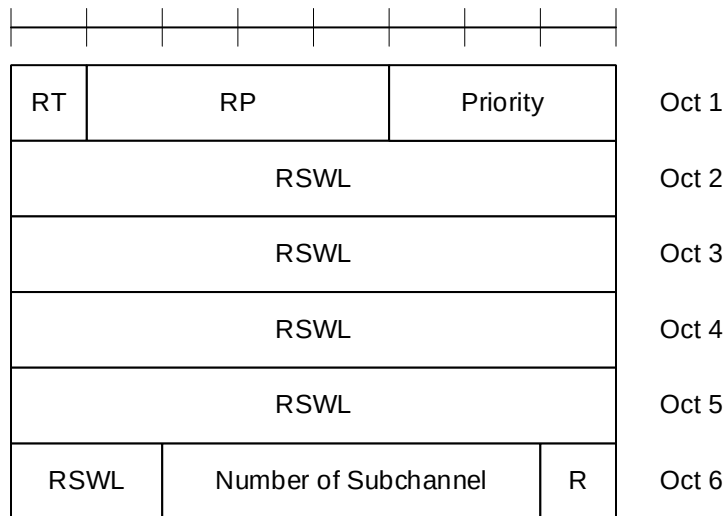 RT RP Priority Oct 1
RSWL Oct 2
RSWL Oct 3
RSWL Oct 4
RSWL Oct 5
RSWL Number of Subchannel R Oct 6